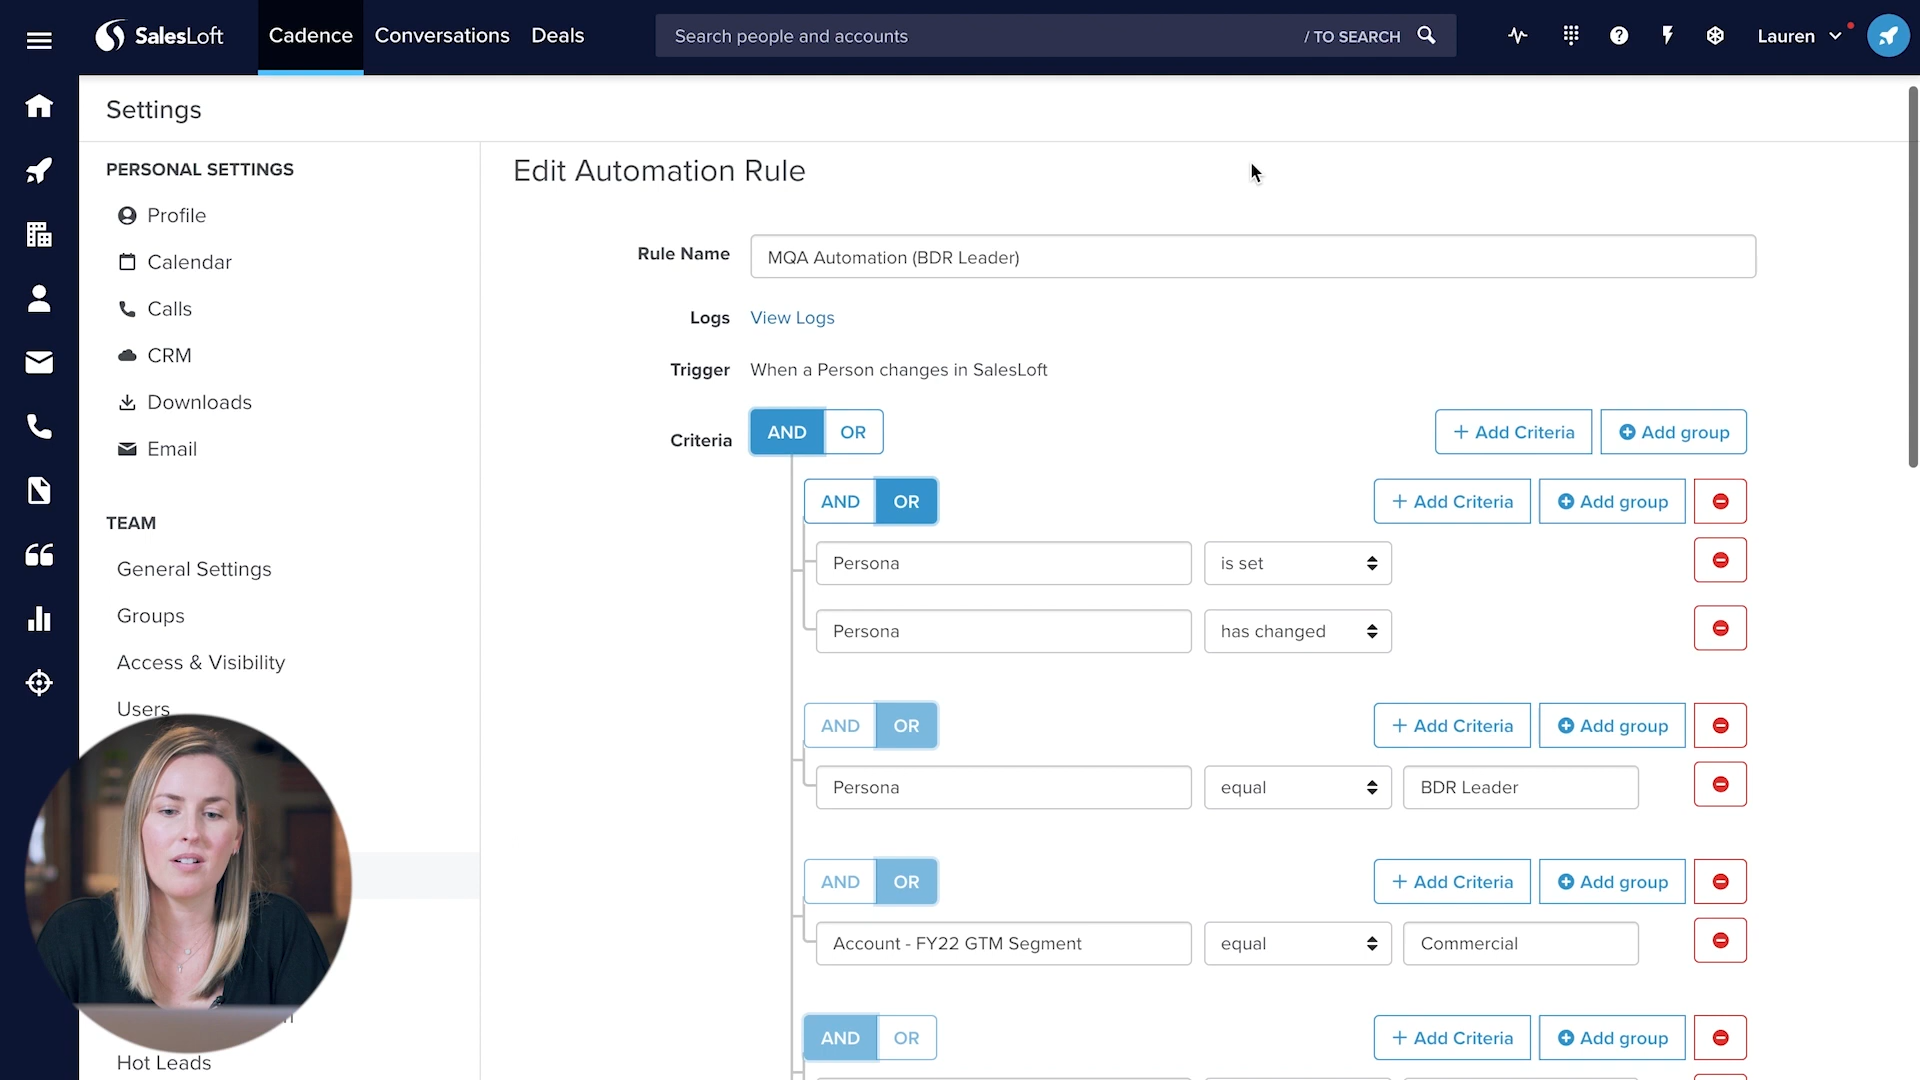 SalesLoft
Cadence
Conversations
Deals
Search people and accounts
/ TO SEARCH
Lauren
Settings
PERSONAL SETTINGS
Profile
Calendar
Calls
CRM
Downloads
Email
TEAM
General Settings
Groups
Access & Visibility
Users
Hot Leads
Edit Automation Rule
Rule Name
MQA Automation (BDR Leader)
Logs
View Logs
Trigger
When a Person changes in SalesLoft
Criteria
AND OR
+ Add Criteria
Add group
AND OR
+ Add Criteria
Add group
Persona
is set
Persona
has changed
AND OR
+ Add Criteria
Add group
Persona
equal
BDR Leader
AND OR
+ Add Criteria
Add group
Account - FY22 GTM Segment
equal
Commercial
AND OR
+ Add Criteria
Add group